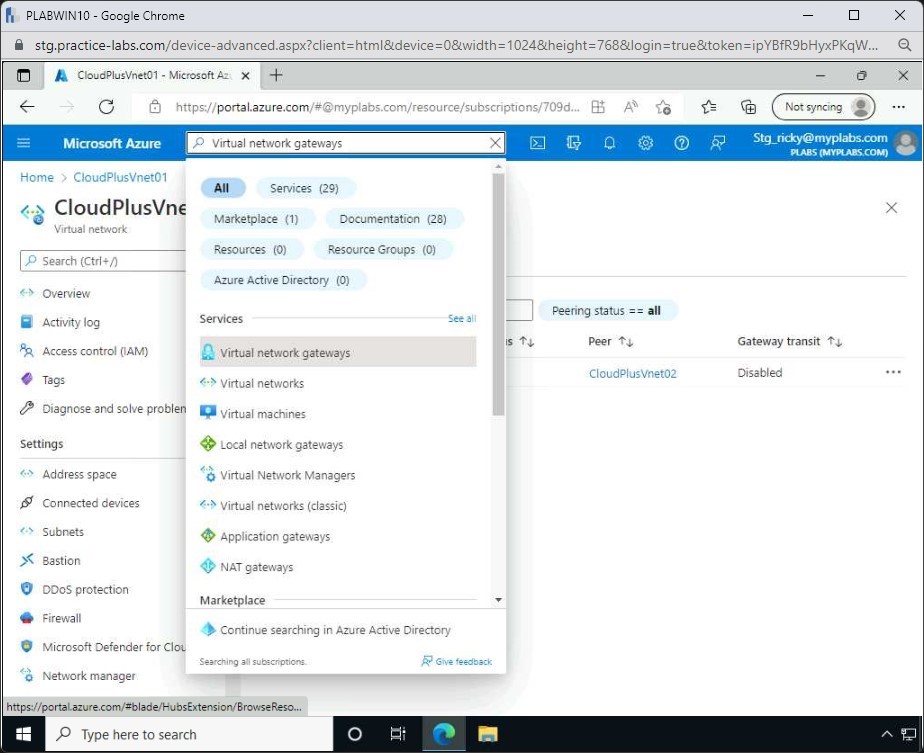 PLABWIN10 - Google Chrome
stg.practice-labs.com/device-advanced.aspx?client=html&device=0&width=1024&height=768&login=true&token=ipYBfR9bHyxPKqW...
CloudPlusVnet01 - Microsoft Azu
https://portal.azure.com/#@myplabs.com/resource/subscriptions/709d...
Not syncing
Microsoft Azure
Virtual network gateways
Stg_ricky@myplabs.com
PLABS (MYPLABS.COM)
Home > CloudPlusVnet01
CloudPlusVne
Virtual network
Search (Ctrl+/)
Overview
Activity log
Access control (IAM)
Tags
Diagnose and solve problem
Settings
Address space
Connected devices
Subnets
Bastion
DDoS protection
Firewall
Microsoft Defender for Clou
Network manager
All
Services (29)
Marketplace (1)
Documentation (28)
Resources (0)
Resource Groups (0)
Azure Active Directory (0)
Services
See all
Virtual network gateways
Virtual networks
Virtual machines
Local network gateways
Virtual Network Managers
Virtual networks (classic)
Application gateways
NAT gateways
Marketplace
Continue searching in Azure Active Directory
Searching all subscriptions.
Give feedback
Peering status == all
us Peer Gateway transit
CloudPlusVnet02 Disabled
https://portal.azure.com/#blade/HubsExtension/BrowseReso...
Type here to search